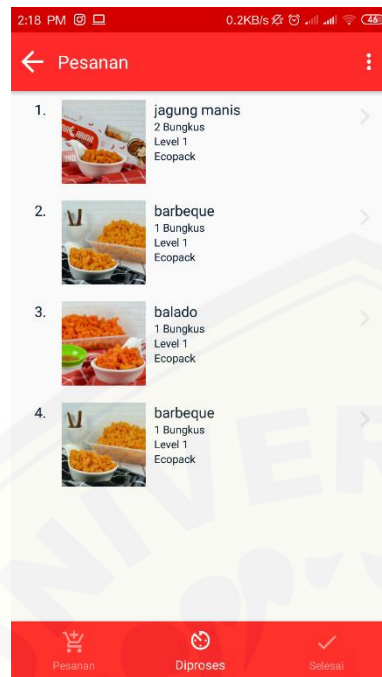 2:18 PM
0.2KB/s
46
Pesanan
1.
jagung manis
2 Bungkus
Level 1
Ecopack
2.
barbeque
1 Bungkus
Level 1
Ecopack
3.
balado
1 Bungkus
Level 1
Ecopack
4.
barbeque
1 Bungkus
Level 1
Ecopack
Pesanan
Diproses
Selesai